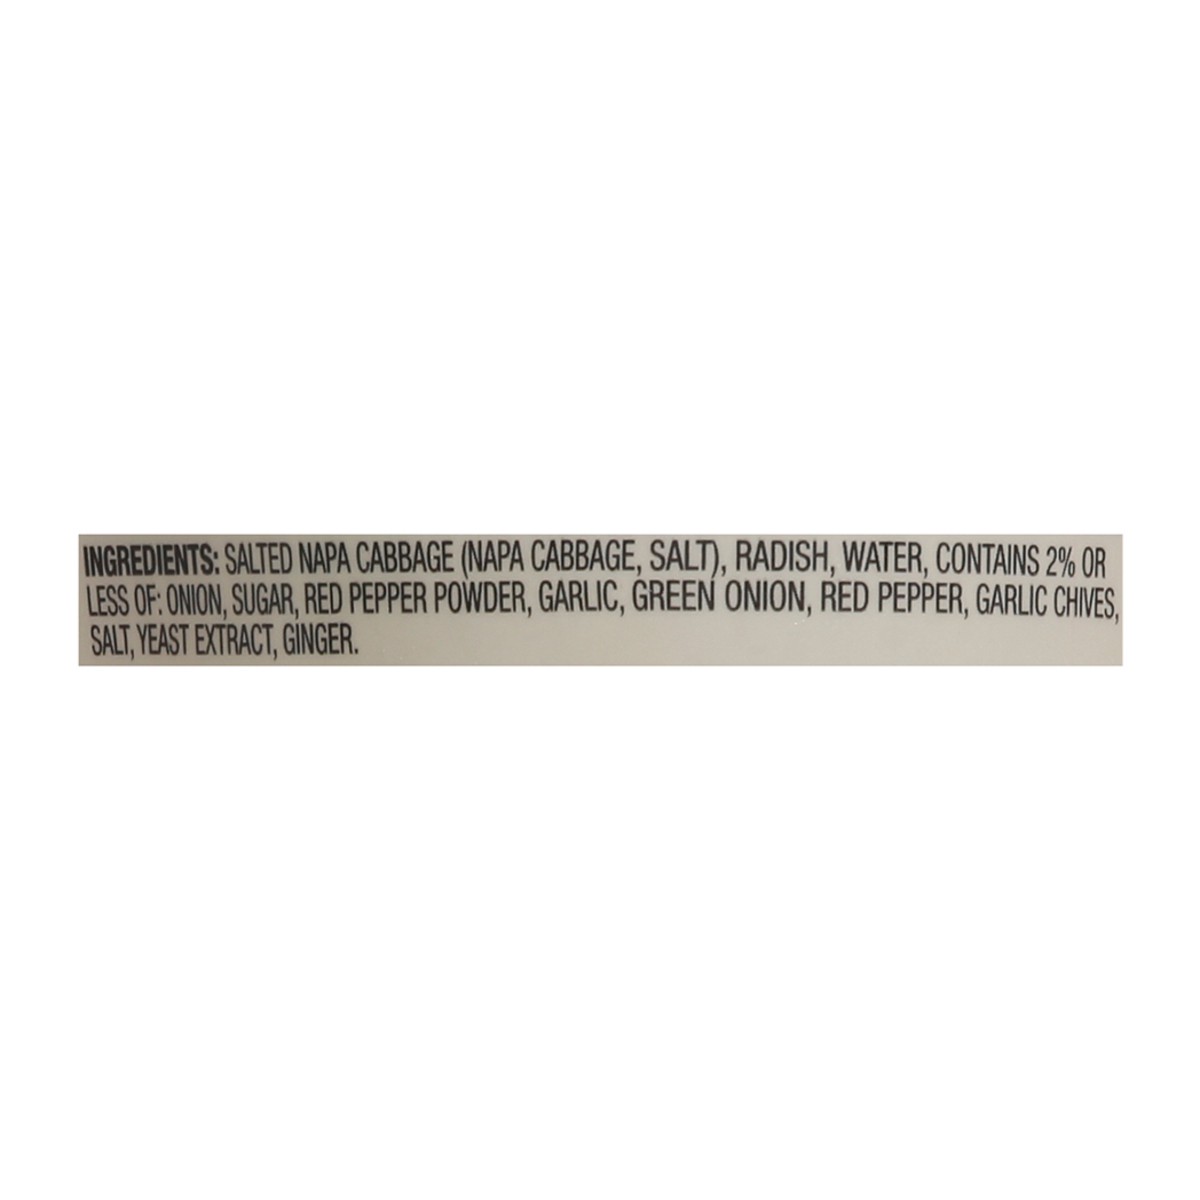 INGREDIENTS: SALTED NAPA CABBAGE (NAPA CABBAGE, SALT), RADISH, WATER, CONTAINS 2% OR
LESS OF: ONION, SUGAR, RED PEPPER POWDER, GARLIC, GREEN ONION, RED PEPPER, GARLIC CHIVES,
SALT, YEAST EXTRACT, GINGER.